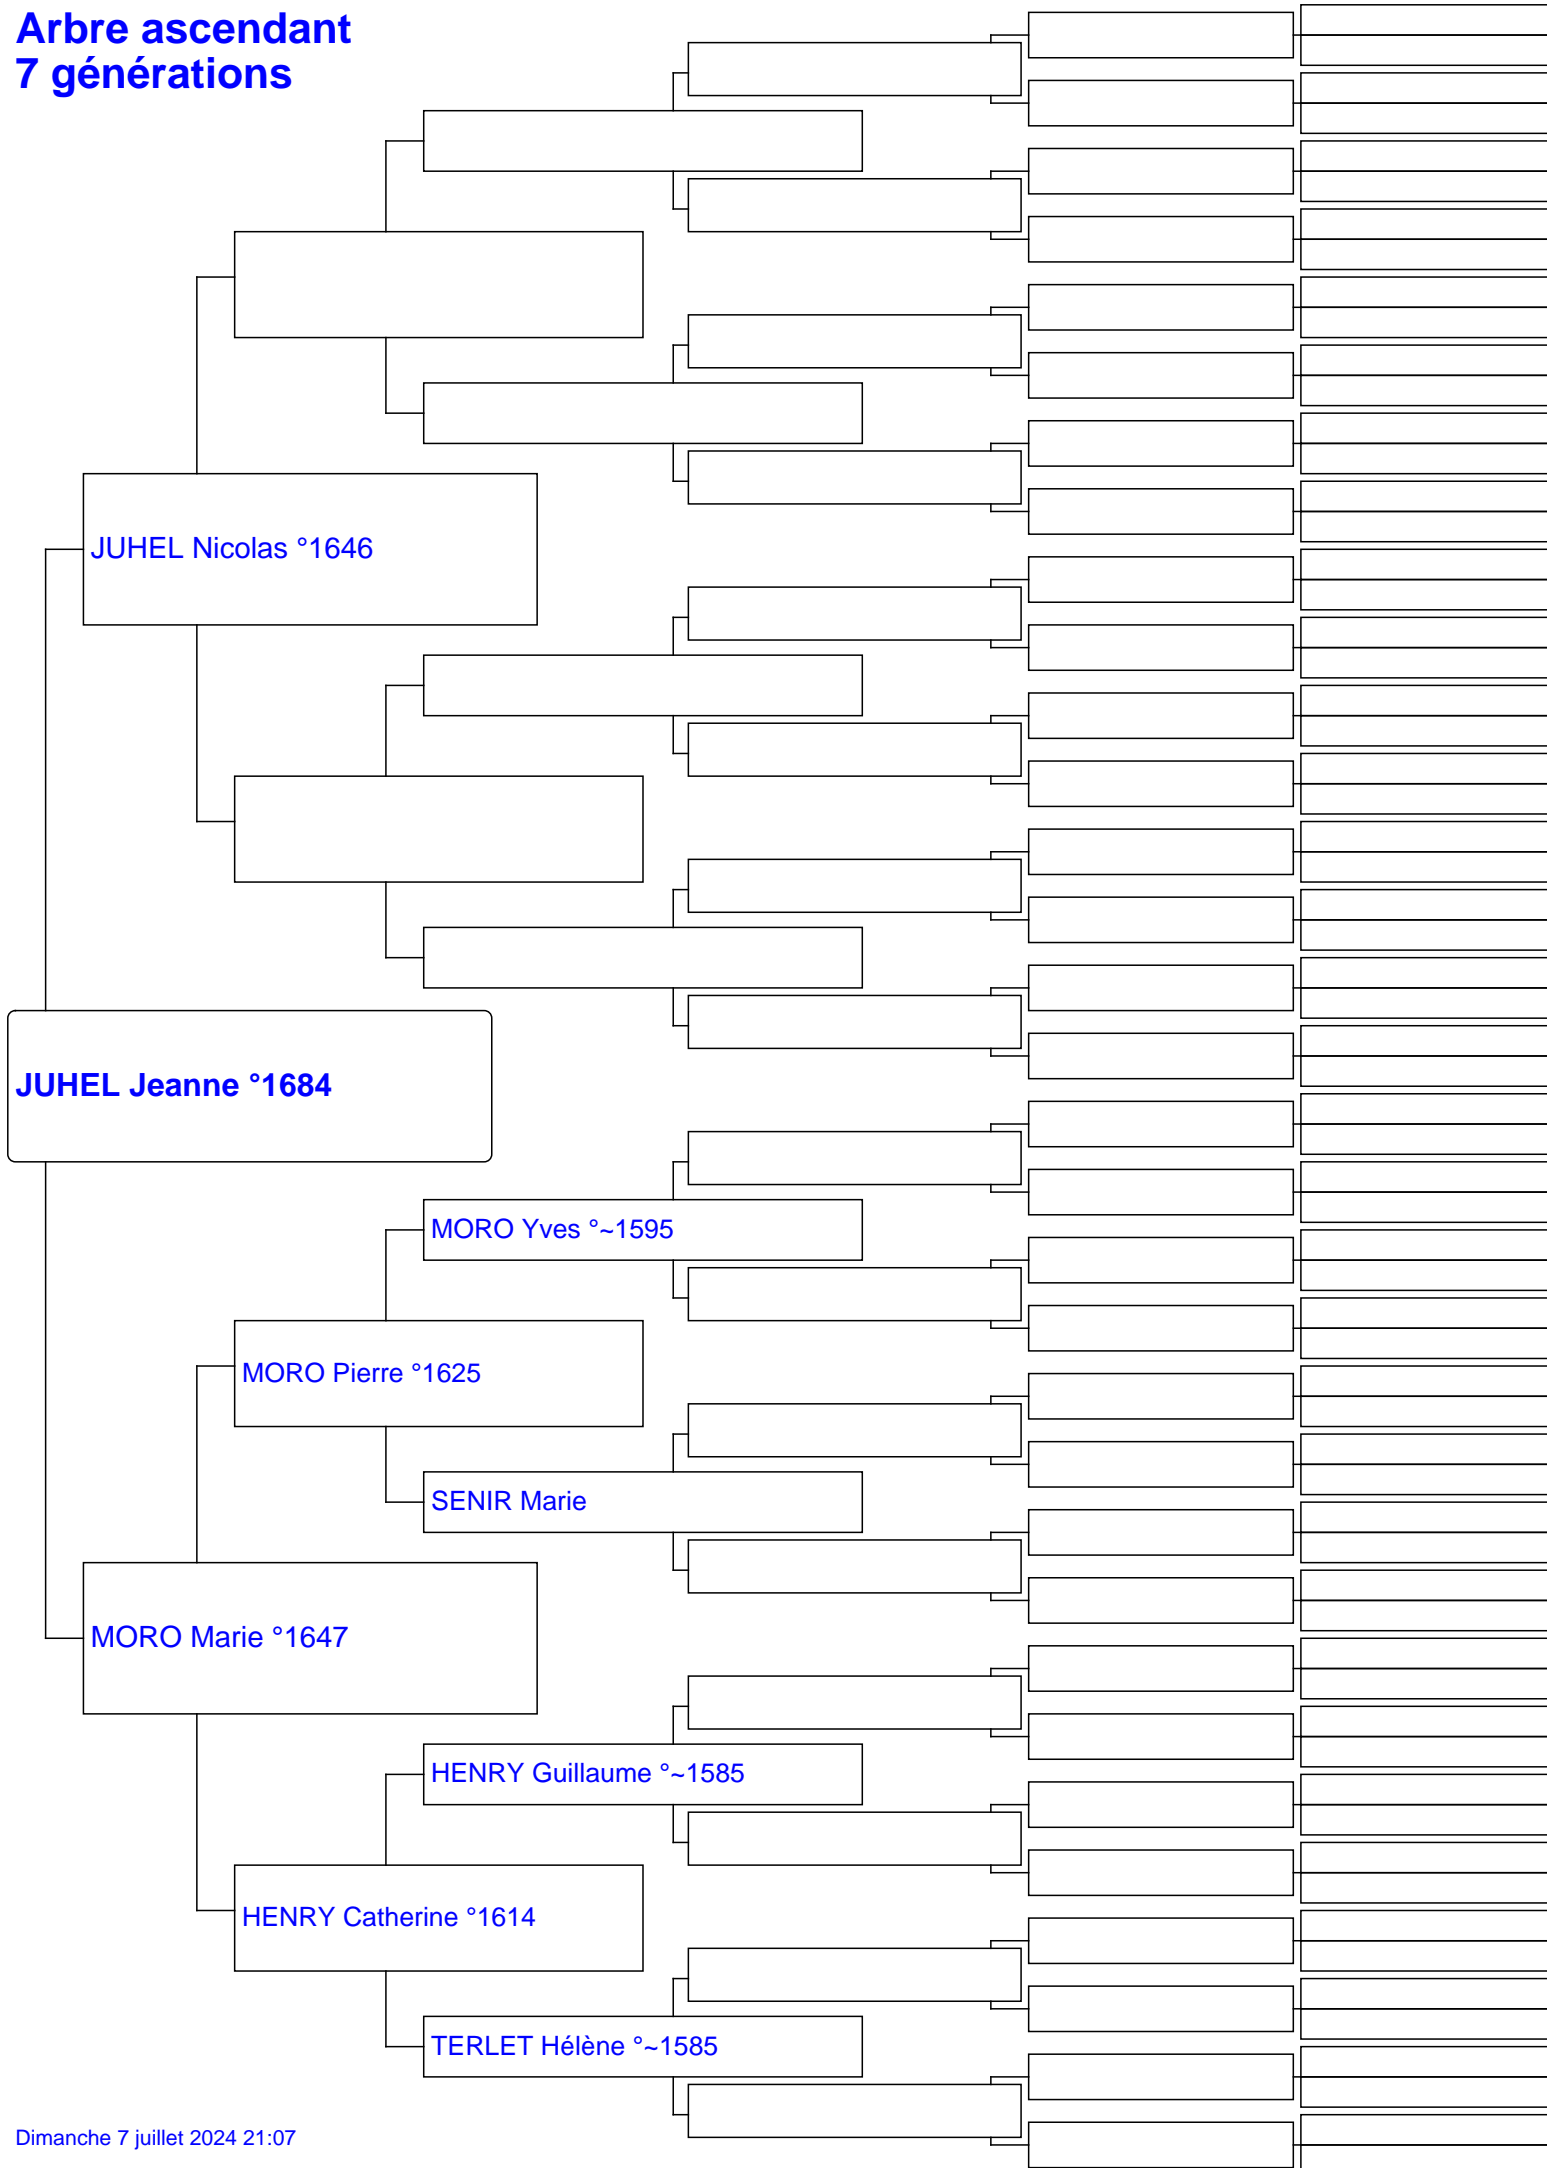 Arbre ascendant
7 générations
JUHEL Nicolas °1646
JUHEL Jeanne °1684
MORO Yves °~1595
MORO Pierre °1625
SENIR Marie
MORO Marie °1647
HENRY Guillaume °~1585
HENRY Catherine °1614
TERLET Hélène °~1585
Dimanche 7 juillet 2024 21:07